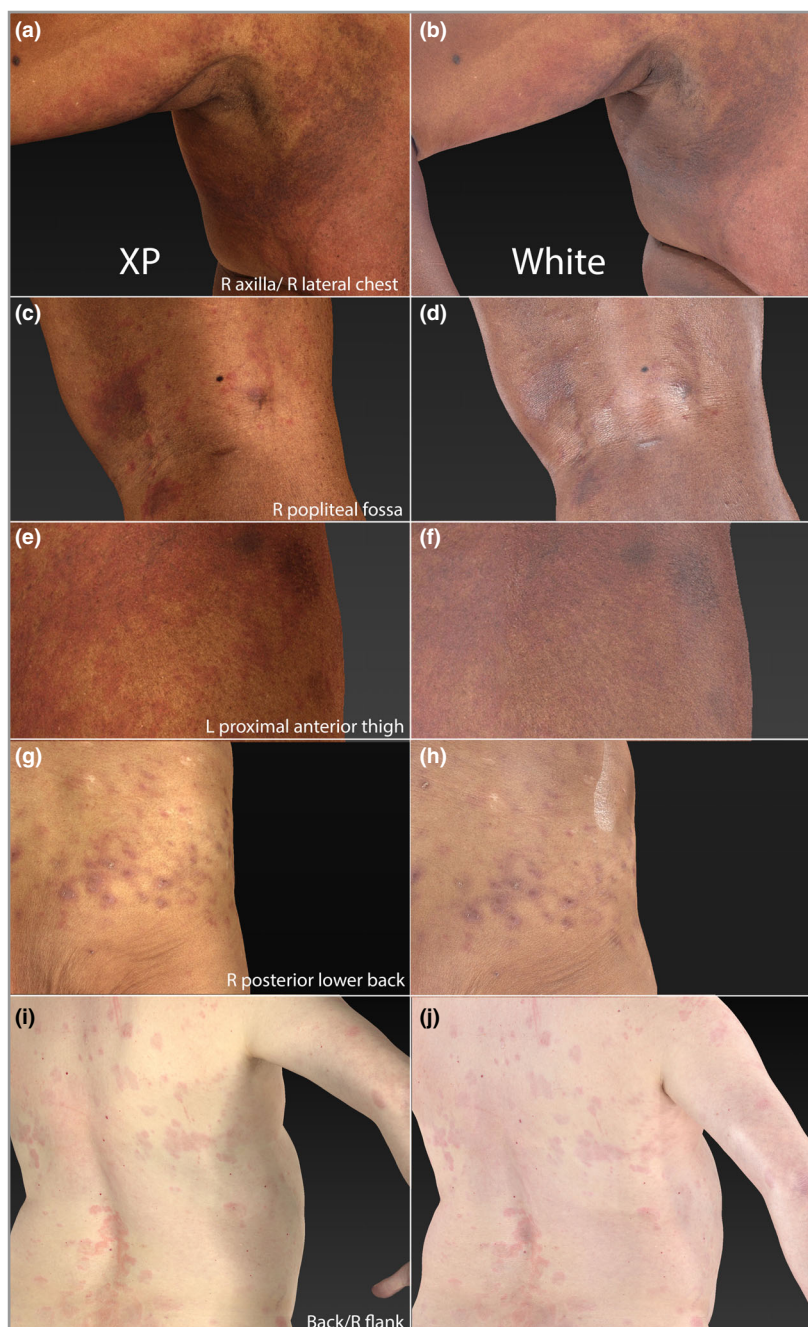 (a)
(b)
XP
White
R axilla/ R lateral chest
(c)
(d)
R popliteal fossa
(e)
(f)
L proximal anterior thigh
(g)
(h)
R posterior lower back
(i)
(j)
Back/R flank